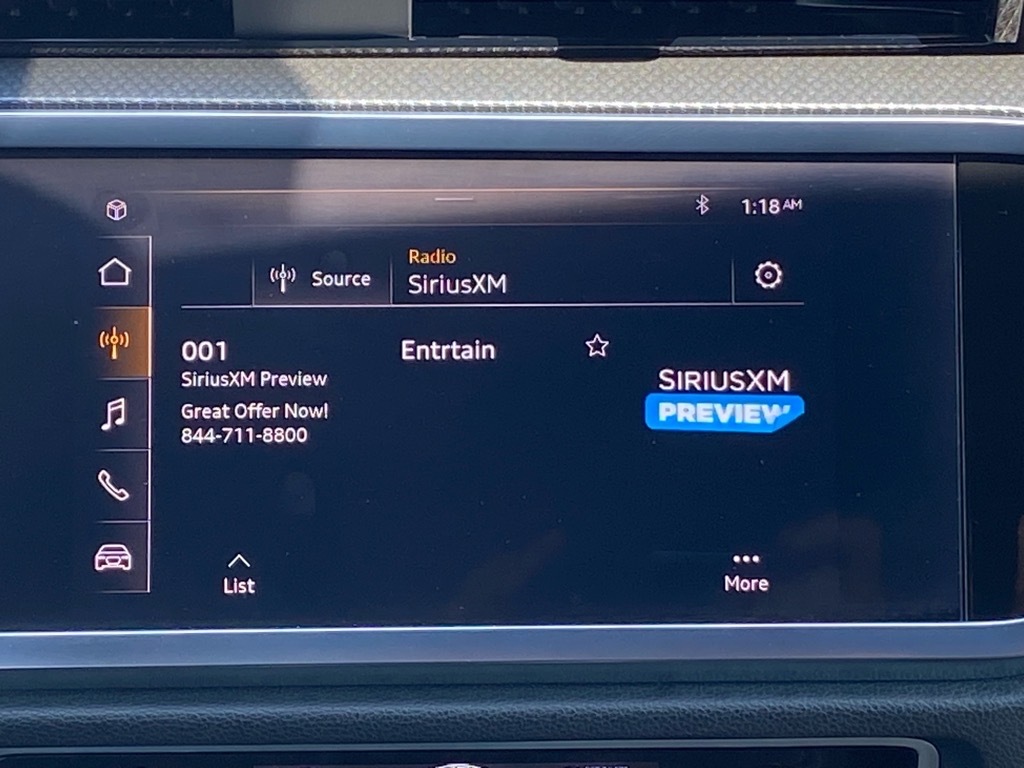 1:18 AM
Radio
Source
SiriusXM
001 Entrtain
SiriusXM Preview
Great Offer Now!
844-711-8800
SIRIUSXM
PREVIEW
List
More